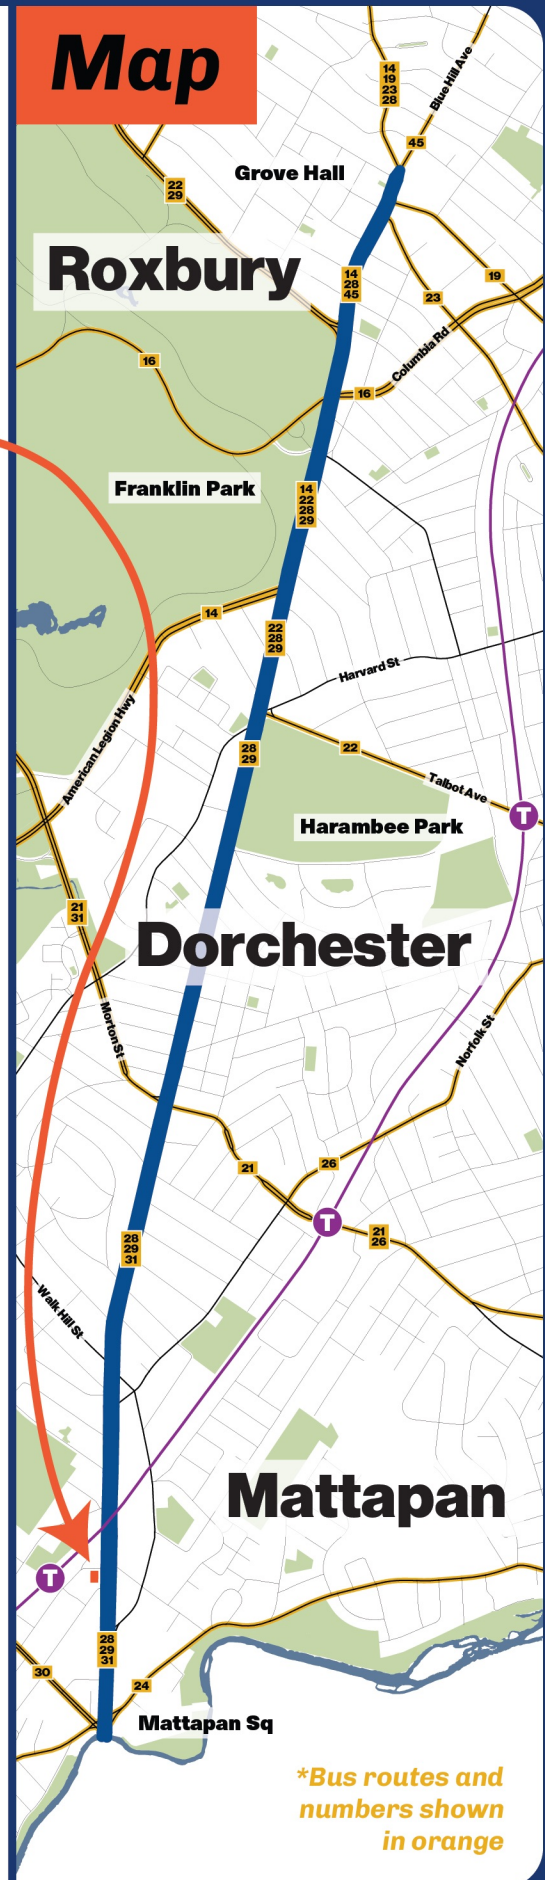 Map
14
19
23
28
Blue Hill Ave
45
Grove Hall
22
29
Roxbury
14
28
45
19
23
Columbia Rd
16
16
Franklin Park
14
22
28
29
14
22
28
29
Harvard St
American Legion Hwy
28
29
22
Talbot Ave
T
Harambee Park
21
31
Dorchester
Morton St
Norfolk St
21
26
T
21
26
28
29
31
Walk Hill St
Mattapan
T
28
29
31
30
24
Mattapan Sq
*Bus routes and
numbers shown
in orange